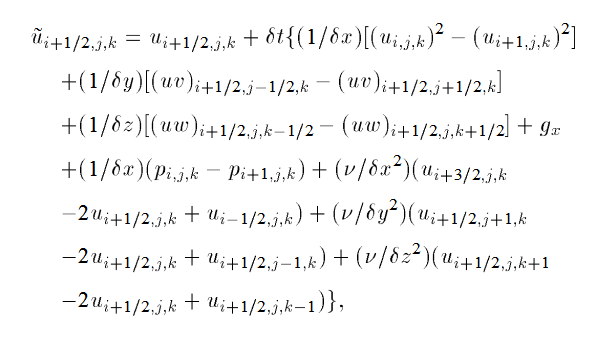 ũ_{i+1/2,j,k} = u_{i+1/2,j,k} + δt{(1/δx)[(u_{i,j,k})^2 − (u_{i+1,j,k})^2]
+(1/δy)[(uv)_{i+1/2,j−1/2,k} − (uv)_{i+1/2,j+1/2,k}]
+(1/δz)[(uw)_{i+1/2,j,k−1/2} − (uw)_{i+1/2,j,k+1/2}] + g_x
+(1/δx)(p_{i,j,k} − p_{i+1,j,k}) + (ν/δx^2)(u_{i+3/2,j,k}
−2u_{i+1/2,j,k} + u_{i−1/2,j,k}) + (ν/δy^2)(u_{i+1/2,j+1,k}
−2u_{i+1/2,j,k} + u_{i+1/2,j−1,k}) + (ν/δz^2)(u_{i+1/2,j,k+1}
−2u_{i+1/2,j,k} + u_{i+1/2,j,k−1})},